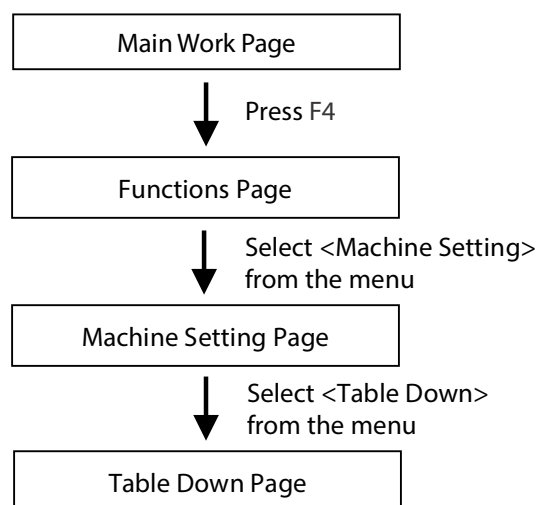 Main Work Page
Press F4
Functions Page
Select <Machine Setting>
from the menu
Machine Setting Page
Select <Table Down>
from the menu
Table Down Page